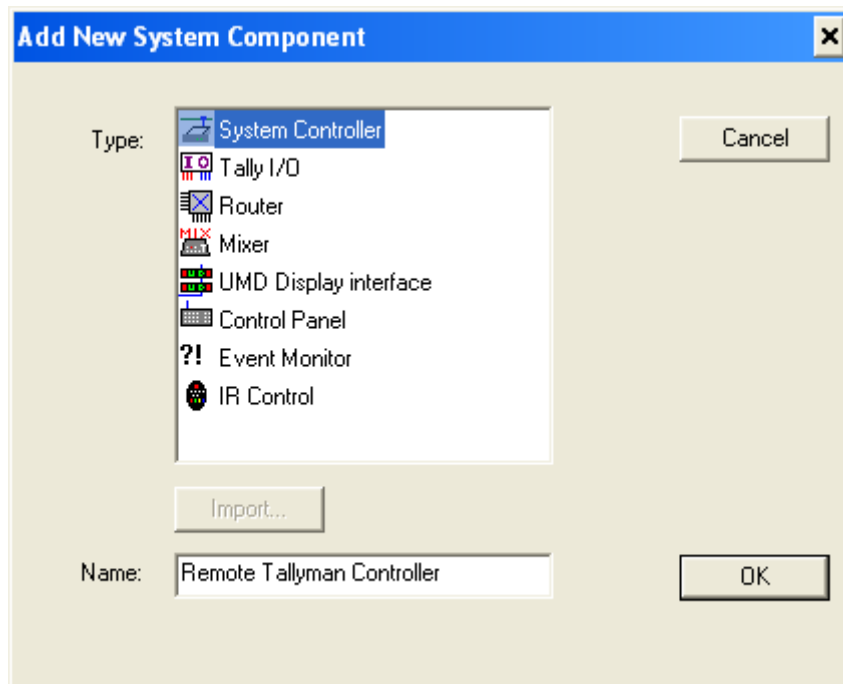 Add New System Component
Type:
System Controller
Tally I/O
Router
Mixer
UMD Display interface
Control Panel
?! Event Monitor
IR Control
Cancel
Import...
Name:
Remote Tallyman Controller
OK